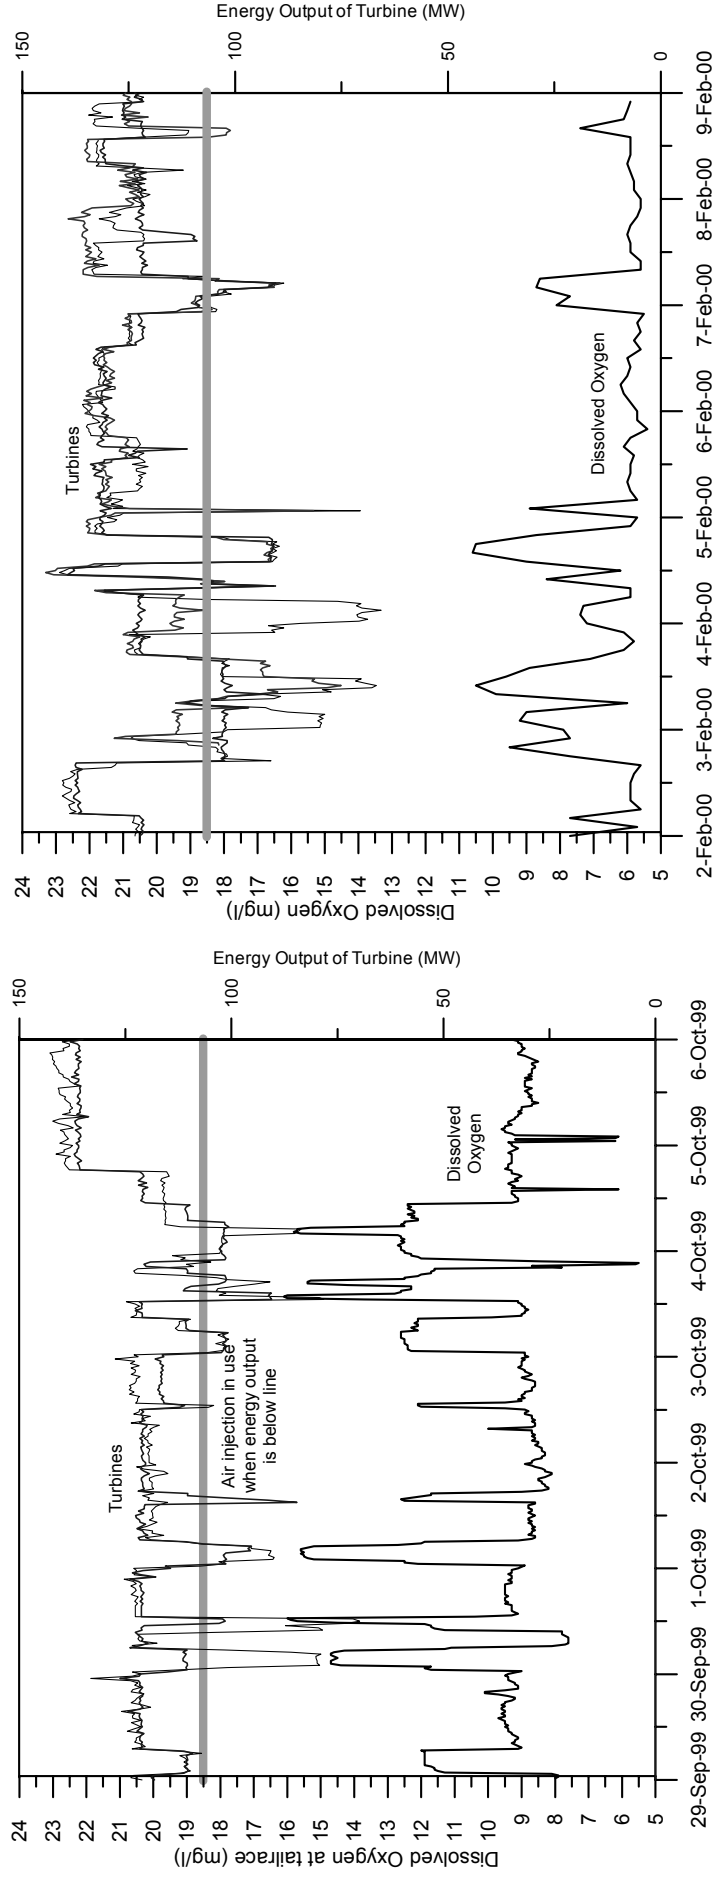 Energy Output of Turbine (MW)
150
100
50
0
Turbines
Dissolved Oxygen
24
23
22
21
20
19
18
17
16
15
14
13
12
11
10
9
8
7
6
5
Dissolved Oxygen (mg/l)
2-Feb-00
3-Feb-00
4-Feb-00
5-Feb-00
6-Feb-00
7-Feb-00
8-Feb-00
9-Feb-00
Energy Output of Turbine (MW)
150
100
50
0
Turbines
Air injection in use
when energy output
is below line
Dissolved
Oxygen
24
23
22
21
20
19
18
17
16
15
14
13
12
11
10
9
8
7
6
5
Dissolved Oxygen at tailrace (mg/l)
29-Sep-99
30-Sep-99
1-Oct-99
2-Oct-99
3-Oct-99
4-Oct-99
5-Oct-99
6-Oct-99